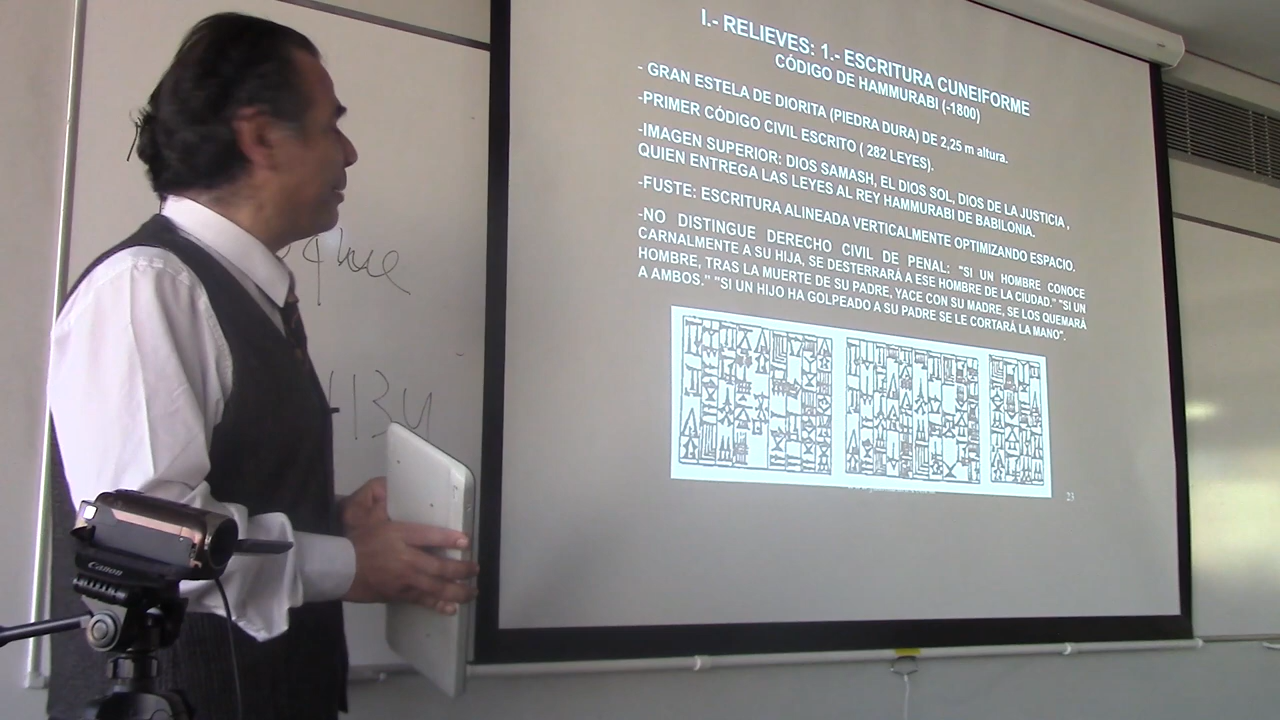 I.- RELIEVES: 1.- ESCRITURA CUNEIFORME
CÓDIGO DE HAMMURABI (-1800)
- GRAN ESTELA DE DIORITA (PIEDRA DURA) DE 2,25 m altura.
-PRIMER CÓDIGO CIVIL ESCRITO ( 282 LEYES).
-IMAGEN SUPERIOR: DIOS SAMASH, EL DIOS SOL, DIOS DE LA JUSTICIA ,
QUIEN ENTREGA LAS LEYES AL REY HAMMURABI DE BABILONIA.
-FUSTE: ESCRITURA ALINEADA VERTICALMENTE OPTIMIZANDO ESPACIO.
-NO DISTINGUE DERECHO CIVIL DE PENAL: "SI UN HOMBRE CONOCE
CARNALMENTE A SU HIJA, SE DESTERRARÁ A ESE HOMBRE DE LA CIUDAD." "SI UN
HOMBRE, TRAS LA MUERTE DE SU PADRE, YACE CON SU MADRE, SE LOS QUEMARÁ
A AMBOS." "SI UN HIJO HA GOLPEADO A SU PADRE SE LE CORTARÁ LA MANO".
23
Canon